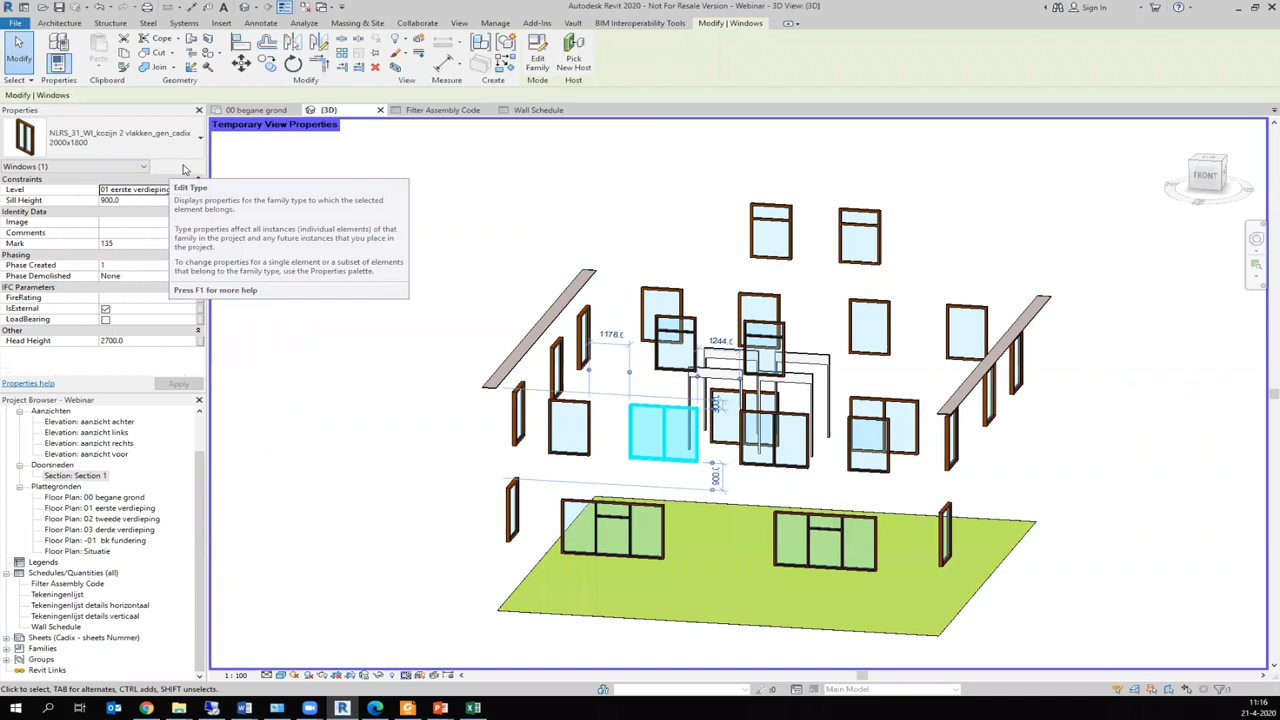 Autodesk Revit 2020 - Not For Resale Version - Webinar - 3D View: {3D}
Sign In
File Architecture Structure Steel Systems Insert Annotate Analyze Massing & Site Collaborate View Manage Add-Ins Vault BIM Interoperability Tools Modify | Windows
Modify
Properties
Paste
Cope
Cut
Join
Edit Family
Pick New Host
Select Properties Clipboard Geometry Modify View Measure Create Mode Host
Modify | Windows
Properties
00 begane grond
{3D}
Filter Assembly Code
Wall Schedule
Temporary View Properties
NLRS_31_WI_kozijn 2 vlakken_gen_cadix
2000x1800
Windows (1)
Constraints
Level 01 eerste verdieping
Sill Height 900.0
Identity Data
Image
Comments
Mark 135
Phasing
Phase Created 1
Phase Demolished None
IFC Parameters
FireRating
IsExternal
LoadBearing
Other
Head Height 2700.0
Properties help
Apply
Edit Type
Displays properties for the family type to which the selected
element belongs.
Type properties affect all instances (individual elements) of that
family in the project and any future instances that you place in
the project.
To change properties for a single element or a subset of elements
that belong to the family type, use the Properties palette.
Press F1 for more help
Project Browser - Webinar
Aanzichten
Elevation: aanzicht achter
Elevation: aanzicht links
Elevation: aanzicht rechts
Elevation: aanzicht voor
Doorsneden
Section: Section 1
Plattegronden
Floor Plan: 00 begane grond
Floor Plan: 01 eerste verdieping
Floor Plan: 02 tweede verdieping
Floor Plan: 03 derde verdieping
Floor Plan: -01 bk fundering
Floor Plan: Situatie
Legends
Schedules/Quantities (all)
Filter Assembly Code
Tekeningenlijst
Tekeningenlijst details horizontaal
Tekeningenlijst details verticaal
Wall Schedule
Sheets (Cadix - sheets Nummer)
Families
Groups
Revit Links
FRONT
1178.0
1244.0
900.0
1 : 100
Click to select, TAB for alternates, CTRL adds, SHIFT unselects.
:0
Main Model
:1
11:16
21-4-2020